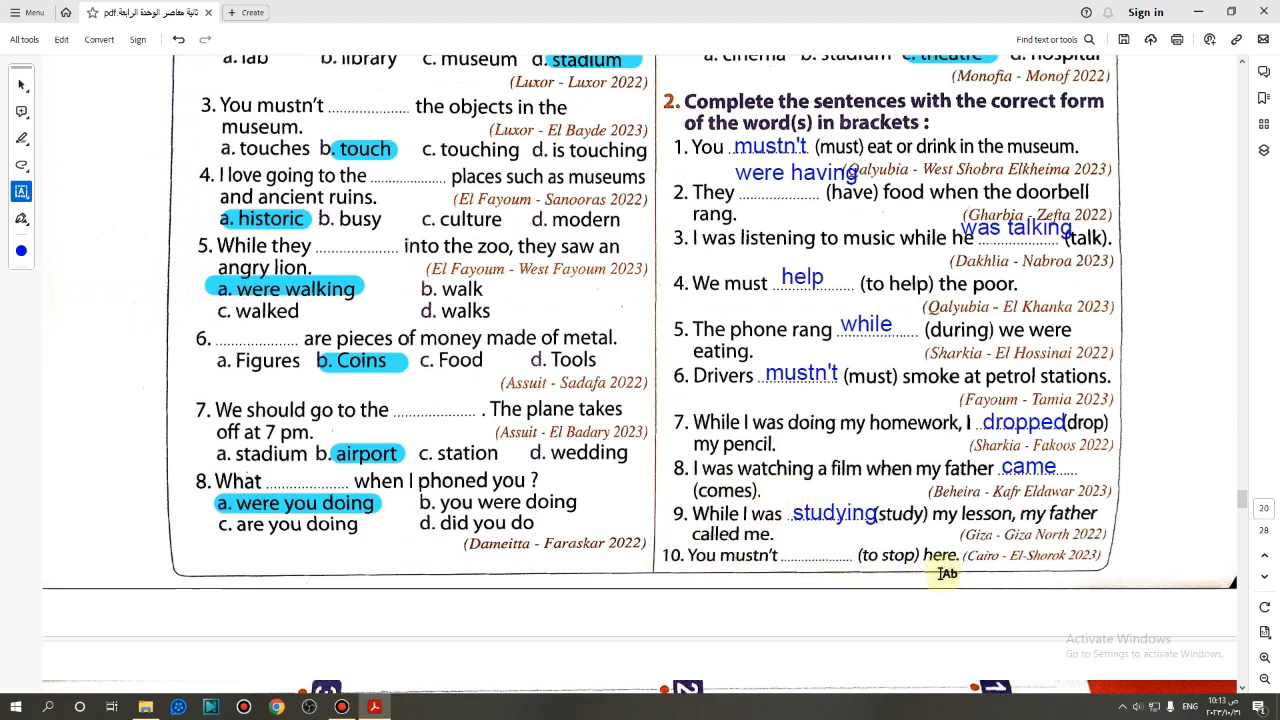 Menu
ثانية معاصر الوحدة الرابعة.pdf
Create
Sign in
All tools Edit Convert Sign
Find text or tools
a. lab b. library c. museum d. stadium
(Luxor - Luxor 2022)
3. You mustn't .................. the objects in the
museum.
(Luxor - El Bayde 2023)
a. touches b. touch c. touching d. is touching
4. I love going to the .................. places such as museums
and ancient ruins.
(El Fayoum - Sanooras 2022)
a. historic b. busy c. culture d. modern
5. While they .................. into the zoo, they saw an
angry lion.
(El Fayoum - West Fayoum 2023)
a. were walking b. walk
c. walked d. walks
6. .................. are pieces of money made of metal.
a. Figures b. Coins c. Food d. Tools
(Assuit - Sadafa 2022)
7. We should go to the .................. . The plane takes
off at 7 pm.
(Assuit - El Badary 2023)
a. stadium b. airport c. station d. wedding
8. What .................. when I phoned you ?
a. were you doing b. you were doing
c. are you doing d. did you do
(Dameitta - Faraskar 2022)
a. cinema b. stadium c. theatre d. hospital
(Monofia - Monof 2022)
2. Complete the sentences with the correct form
of the word(s) in brackets :
1. You mustn't (must) eat or drink in the museum.
(Qalyubia - West Shobra Elkheima 2023)
were having
2. They .................. (have) food when the doorbell
rang.
(Gharbia - Zefta 2022)
was talking
3. I was listening to music while he .................. (talk).
(Dakhlia - Nabroa 2023)
4. We must help (to help) the poor.
(Qalyubia - El Khanka 2023)
5. The phone rang while (during) we were
eating.
(Sharkia - El Hossinai 2022)
6. Drivers mustn't (must) smoke at petrol stations.
(Fayoum - Tamia 2023)
7. While I was doing my homework, I dropped (drop)
my pencil.
(Sharkia - Fakoos 2022)
8. I was watching a film when my father came
(comes).
(Beheira - Kafr Eldawar 2023)
9. While I was studying (study) my lesson, my father
called me.
(Giza - Giza North 2022)
10. You mustn't .................. (to stop) here. (Cairo - El-Shorok 2023)
Ab
20
28
Activate Windows
Go to Settings to activate Windows.
3 2 1